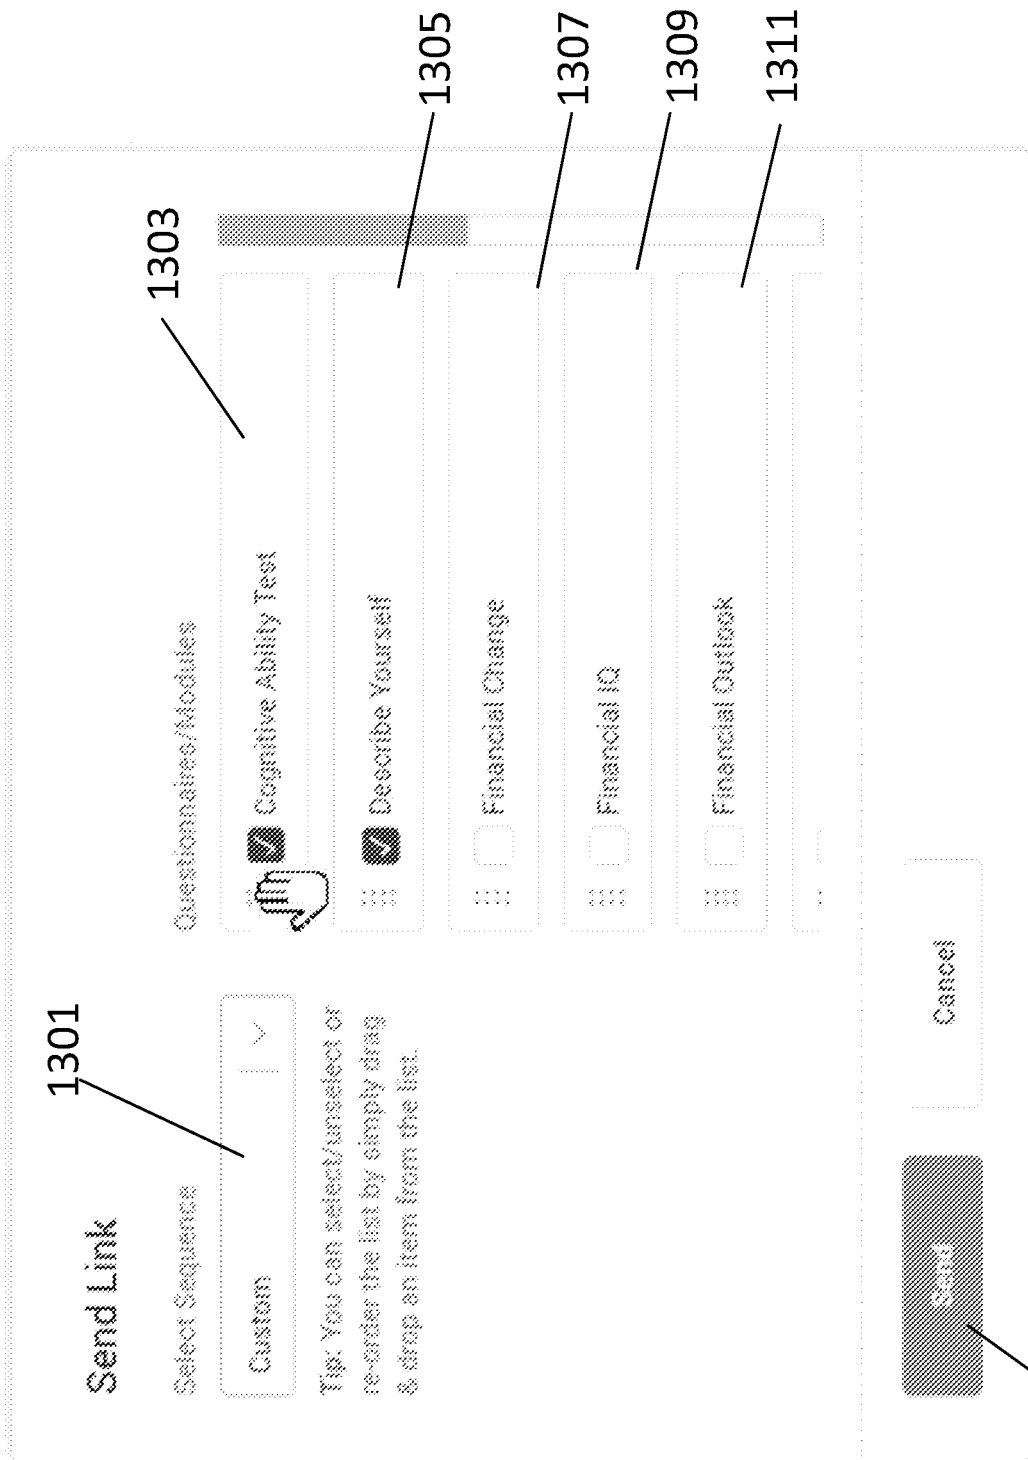 Send Link
1301
Select Sequence
Custom
Tip: You can select/unselect or
re-order the list by simply drag
& drop an item from the list.
Questionnaires/Modules
1303
Cognitive Ability Test
1305
Describe Yourself
1307
Financial Change
1309
Financial IQ
1311
Financial Outlook
Send
Cancel